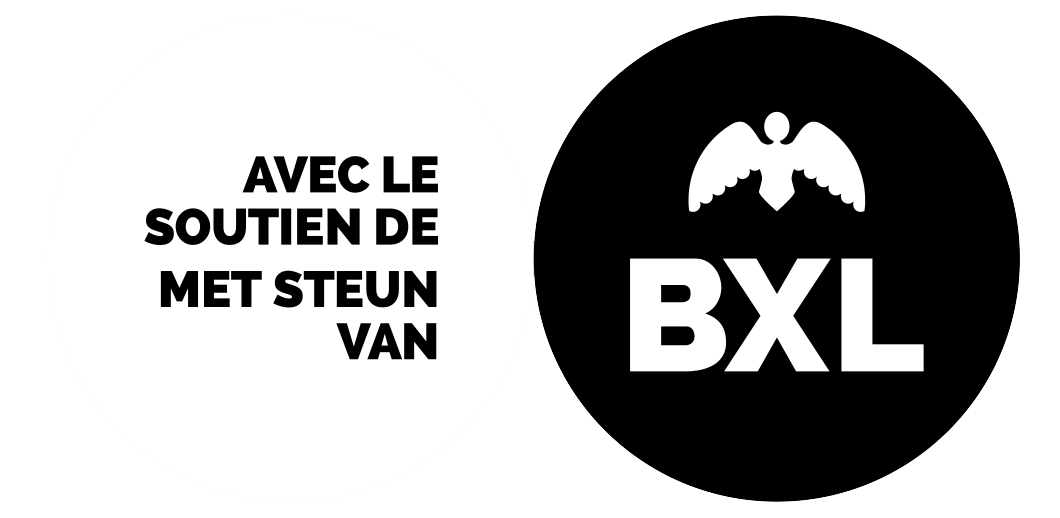 AVEC LE
SOUTIEN DE
MET STEUN
VAN
BXL